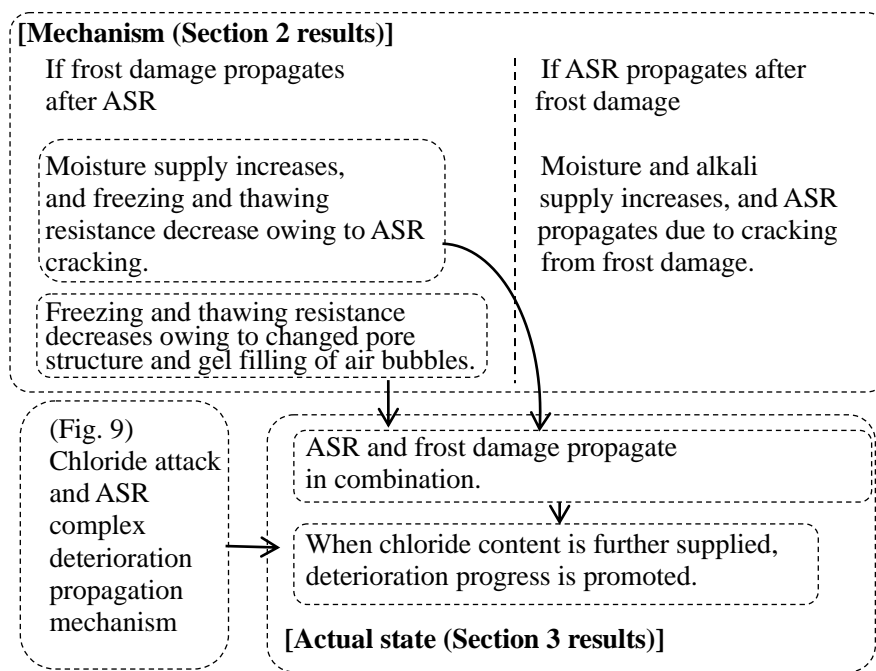 [Mechanism (Section 2 results)]
If frost damage propagates
after ASR
Moisture supply increases,
and freezing and thawing
resistance decrease owing to ASR
cracking.
Freezing and thawing resistance
decreases owing to changed pore
structure and gel filling of air bubbles.
If ASR propagates after
frost damage
Moisture and alkali
supply increases, and ASR
propagates due to cracking
from frost damage.
(Fig. 9)
Chloride attack
and ASR
complex
deterioration
propagation
mechanism
ASR and frost damage propagate
in combination.
When chloride content is further supplied,
deterioration progress is promoted.
[Actual state (Section 3 results)]